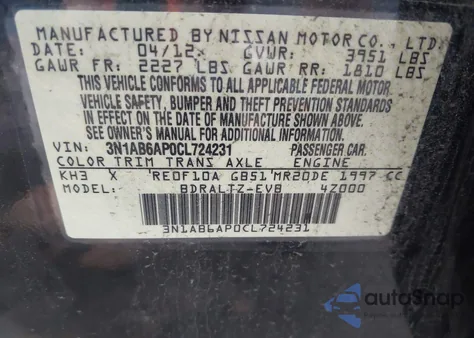 MANUFACTURED BY NISSAN MOTOR CO., LTD.
DATE: 04/12 GVWR: 3951 LBS
GAWR FR: 2227 LBS GAWR RR: 1810 LBS
THIS VEHICLE CONFORMS TO ALL APPLICABLE FEDERAL MOTOR
VEHICLE SAFETY, BUMPER AND THEFT PREVENTION STANDARDS
IN EFFECT ON THE DATE OF MANUFACTURE SHOWN ABOVE.
SEE OWNER'S MANUAL FOR ADDITIONAL INFORMATION.
VIN: 3N1AB6AP0CL724231 PASSENGER CAR.
COLOR TRIM TRANS AXLE ENGINE
KH3 X RE0F10A GB51 MR20DE 1997 CC
MODEL: BDRALTZ-EVB 4Z000
3N1AB6AP0CL724231
autoSnap